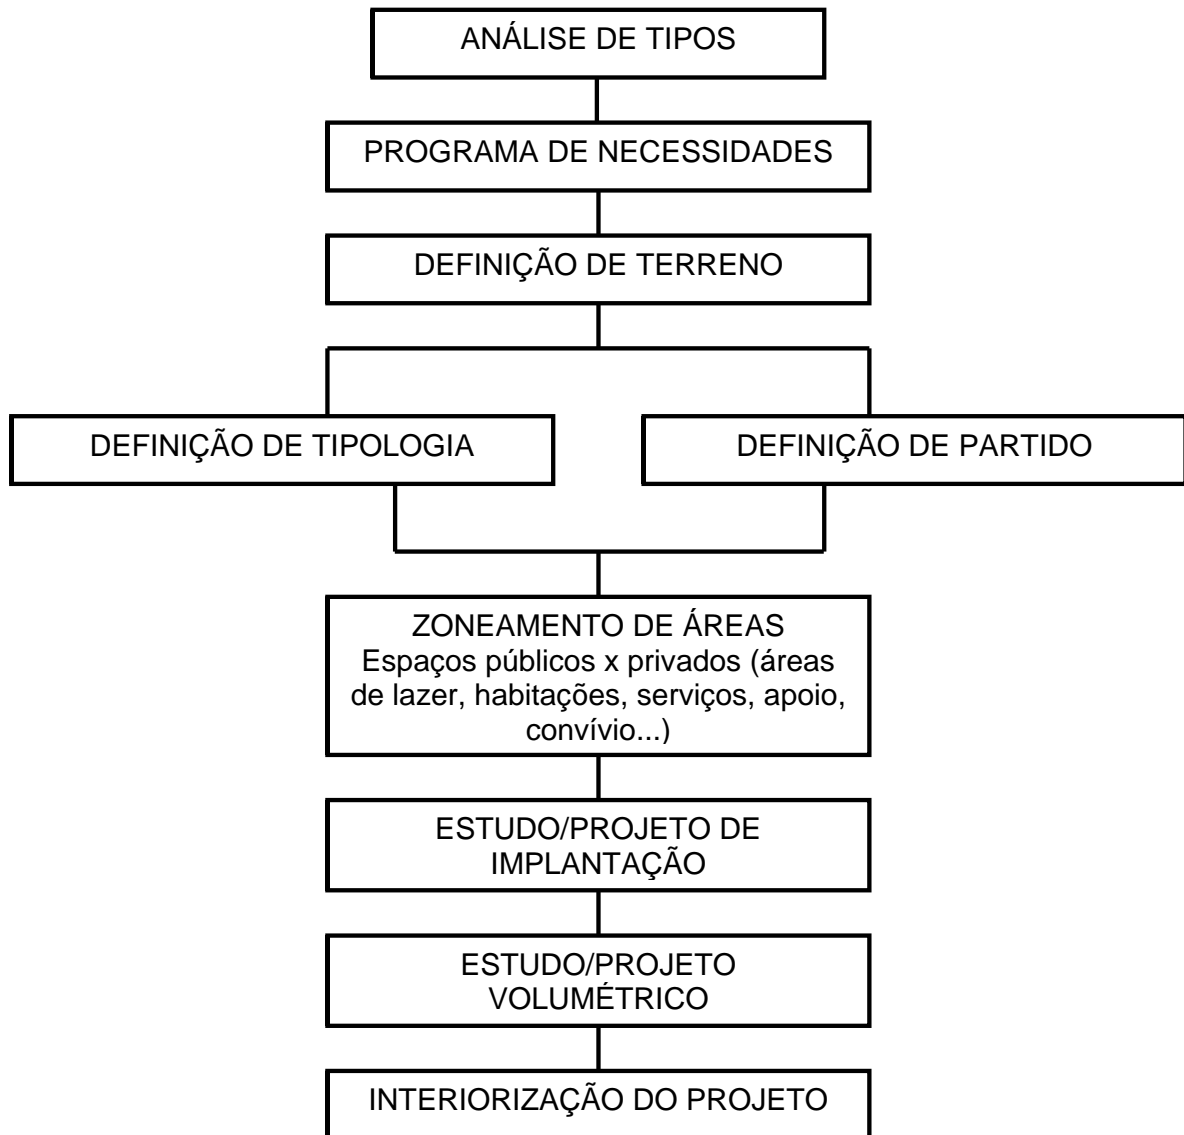 ANÁLISE DE TIPOS
PROGRAMA DE NECESSIDADES
DEFINIÇÃO DE TERRENO
DEFINIÇÃO DE TIPOLOGIA
DEFINIÇÃO DE PARTIDO
ZONEAMENTO DE ÁREAS
Espaços públicos x privados (áreas
de lazer, habitações, serviços, apoio,
convívio...)
ESTUDO/PROJETO DE
IMPLANTAÇÃO
ESTUDO/PROJETO
VOLUMÉTRICO
INTERIORIZAÇÃO DO PROJETO